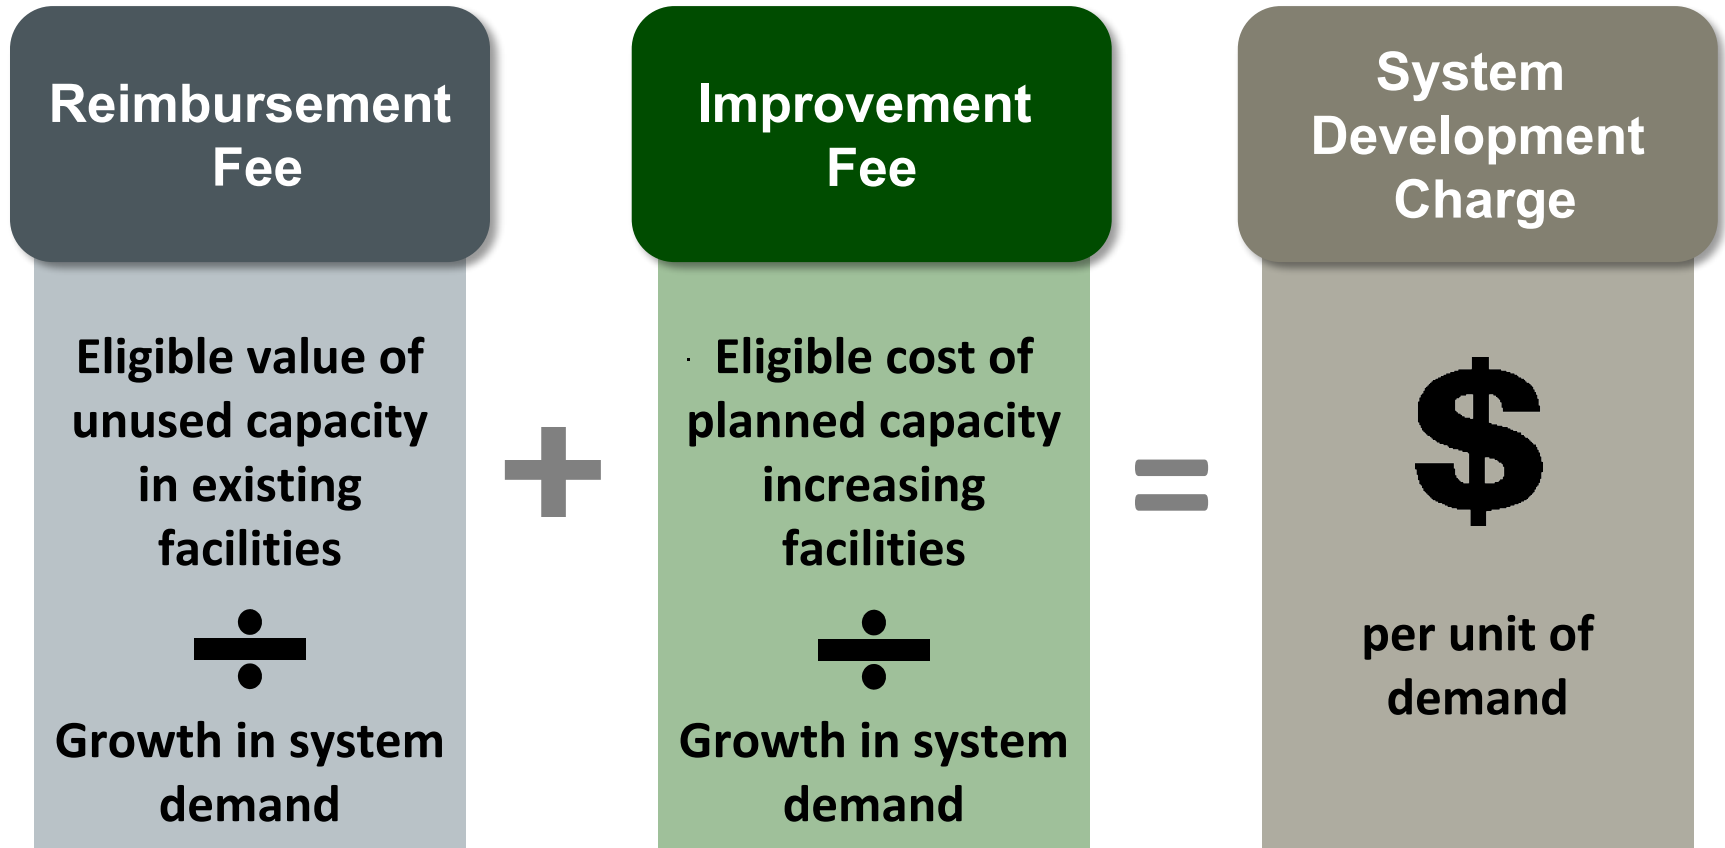 Reimbursement
Fee
Eligible value of
unused capacity
in existing
facilities
÷
Growth in system
demand
+
Improvement
Fee
Eligible cost of
planned capacity
increasing
facilities
÷
Growth in system
demand
=
System
Development
Charge
$
per unit of
demand